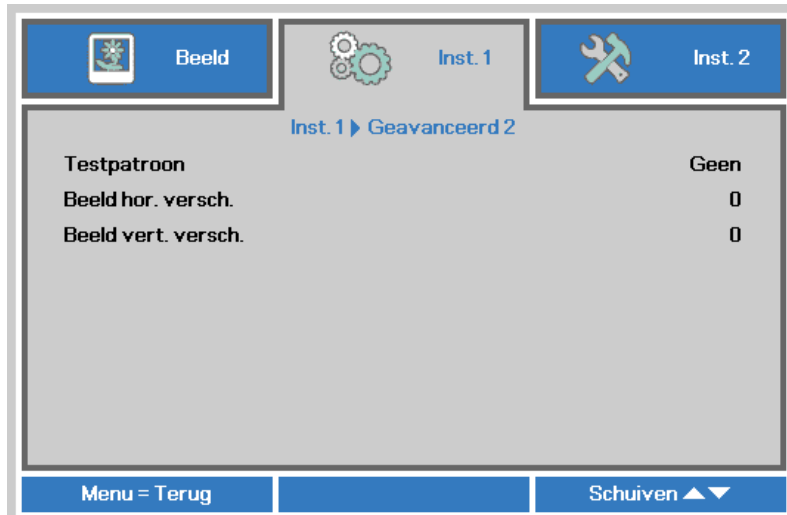 Beeld
Inst. 1
Inst. 2
Inst. 1 ▶ Geavanceerd 2
Testpatroon Geen
Beeld hor. versch. 0
Beeld vert. versch. 0
Menu = Terug
Schuiven ▲▼